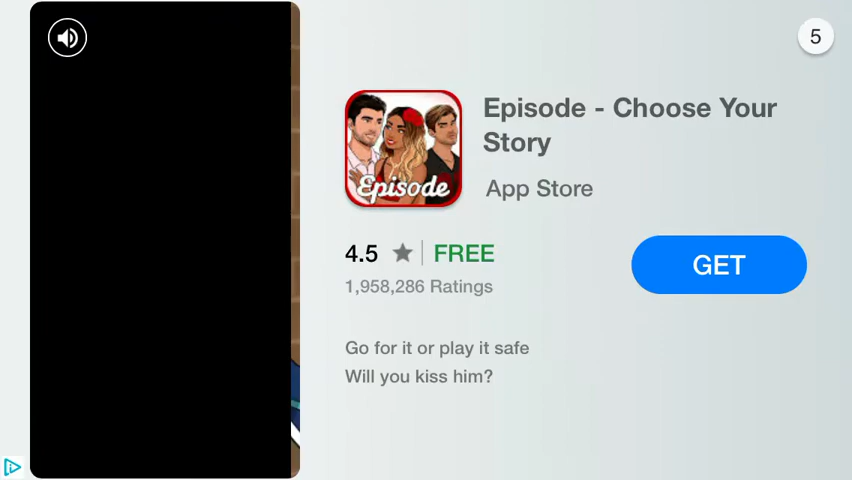 5
Episode
Episode - Choose Your
Story
App Store
4.5 ★ | FREE
1,958,286 Ratings
GET
Go for it or play it safe
Will you kiss him?